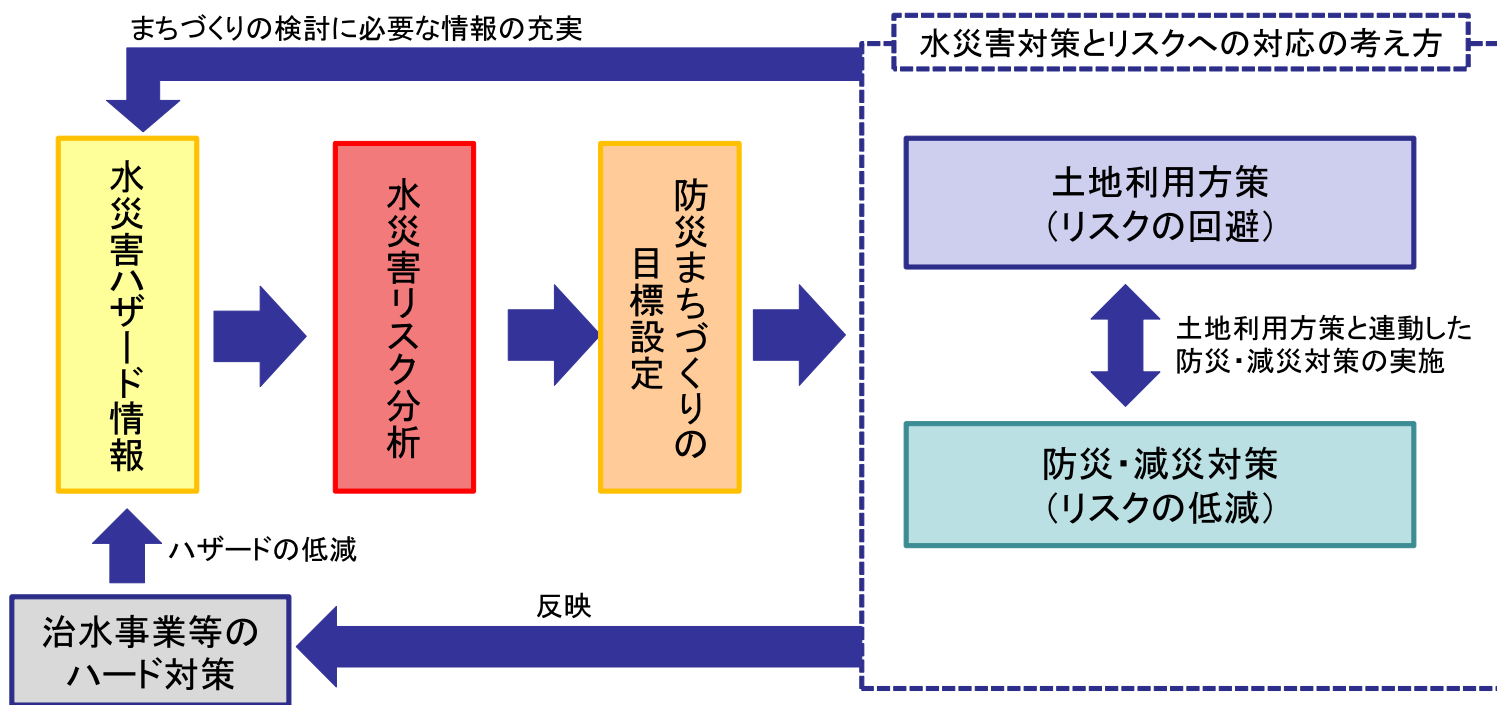 まちづくりの検討に必要な情報の充実
水災害対策とリスクへの対応の考え方
水災害ハザード情報
水災害リスク分析
防災まちづくりの
目標設定
土地利用方策
(リスクの回避)
土地利用方策と連動した
防災・減災対策の実施
防災・減災対策
(リスクの低減)
ハザードの低減
治水事業等の
ハード対策
反映